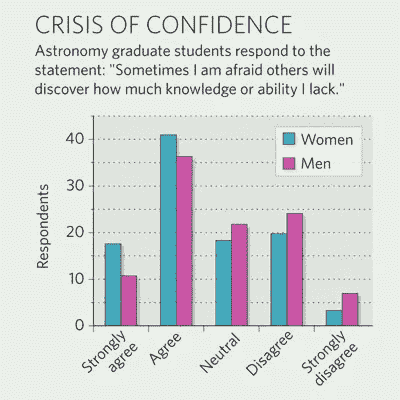 CRISIS OF CONFIDENCE
Astronomy graduate students respond to the
statement: "Sometimes I am afraid others will
discover how much knowledge or ability I lack."
40
30
20
10
0
Respondents
Women
Men
Strongly
agree
Agree
Neutral
Disagree
Strongly
disagree